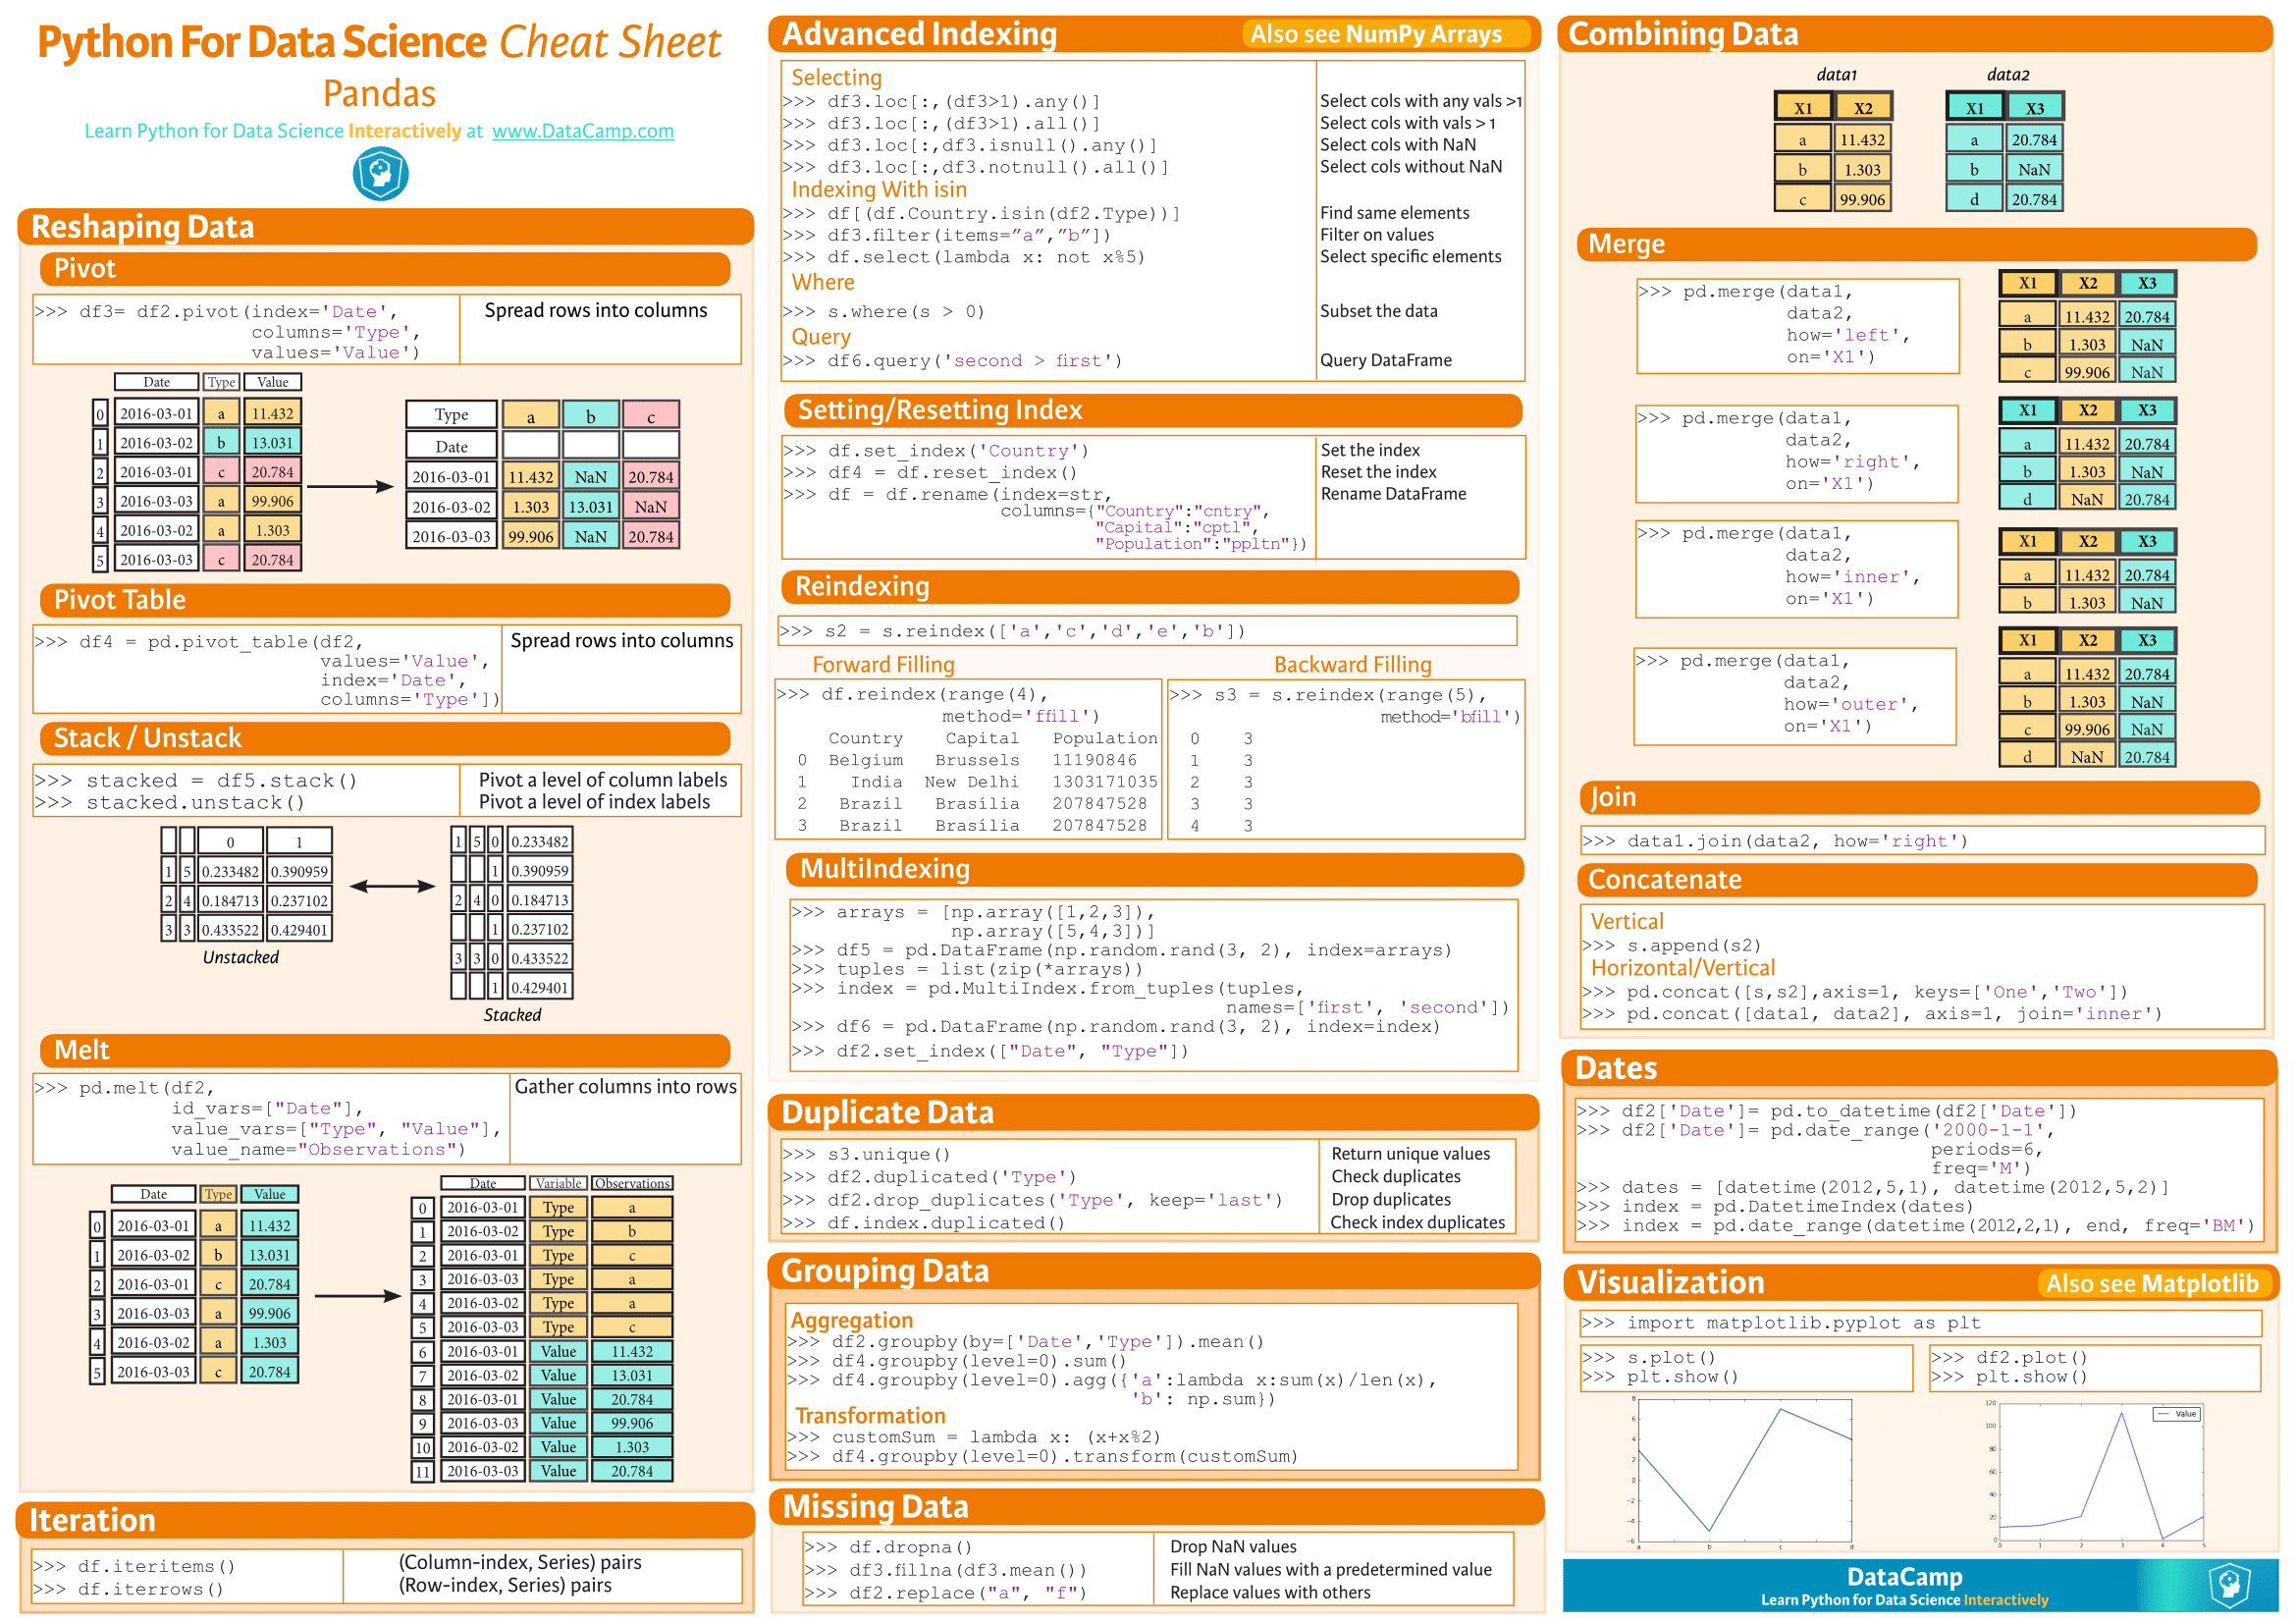 Python For Data Science Cheat Sheet
Pandas
Learn Python for Data Science Interactively at www.DataCamp.com
Reshaping Data
Pivot
>>> df3= df2.pivot(index='Date',
columns='Type',
values='Value')
Spread rows into columns
Date Type Value
0 2016-03-01 a 11.432
1 2016-03-02 b 13.031
2 2016-03-01 c 20.784
3 2016-03-03 a 99.906
4 2016-03-02 a 1.303
5 2016-03-03 c 20.784
Type a b c
Date
2016-03-01 11.432 NaN 20.784
2016-03-02 1.303 13.031 NaN
2016-03-03 99.906 NaN 20.784
Pivot Table
>>> df4 = pd.pivot_table(df2,
values='Value',
index='Date',
columns='Type'])
Spread rows into columns
Stack / Unstack
>>> stacked = df5.stack()
>>> stacked.unstack()
Pivot a level of column labels
Pivot a level of index labels
0 1
1 5 0.233482 0.390959
2 4 0.184713 0.237102
3 3 0.433522 0.429401
Unstacked
1 5 0 0.233482
1 0.390959
2 4 0 0.184713
1 0.237102
3 3 0 0.433522
1 0.429401
Stacked
Melt
>>> pd.melt(df2,
id_vars=["Date"],
value_vars=["Type", "Value"],
value_name="Observations")
Gather columns into rows
Date Type Value
0 2016-03-01 a 11.432
1 2016-03-02 b 13.031
2 2016-03-01 c 20.784
3 2016-03-03 a 99.906
4 2016-03-02 a 1.303
5 2016-03-03 c 20.784
Date Variable Observations
0 2016-03-01 Type a
1 2016-03-02 Type b
2 2016-03-01 Type c
3 2016-03-03 Type a
4 2016-03-02 Type a
5 2016-03-03 Type c
6 2016-03-01 Value 11.432
7 2016-03-02 Value 13.031
8 2016-03-01 Value 20.784
9 2016-03-03 Value 99.906
10 2016-03-02 Value 1.303
11 2016-03-03 Value 20.784
Iteration
>>> df.iteritems() (Column-index, Series) pairs
>>> df.iterrows() (Row-index, Series) pairs
Advanced Indexing
Also see NumPy Arrays
Selecting
>>> df3.loc[:,(df3>1).any()] Select cols with any vals >1
>>> df3.loc[:,(df3>1).all()] Select cols with vals > 1
>>> df3.loc[:,df3.isnull().any()] Select cols with NaN
>>> df3.loc[:,df3.notnull().all()] Select cols without NaN
Indexing With isin
>>> df[(df.Country.isin(df2.Type))] Find same elements
>>> df3.filter(items=”a”,”b”]) Filter on values
>>> df.select(lambda x: not x%5) Select specific elements
Where
>>> s.where(s > 0) Subset the data
Query
>>> df6.query('second > first') Query DataFrame
Setting/Resetting Index
>>> df.set_index('Country') Set the index
>>> df4 = df.reset_index() Reset the index
>>> df = df.rename(index=str, Rename DataFrame
columns={"Country":"cntry",
"Capital":"cptl",
"Population":"ppltn"})
Reindexing
>>> s2 = s.reindex(['a','c','d','e','b'])
Forward Filling
>>> df.reindex(range(4),
method='ffill')
Country Capital Population
0 Belgium Brussels 11190846
1 India New Delhi 1303171035
2 Brazil Brasília 207847528
3 Brazil Brasília 207847528
Backward Filling
>>> s3 = s.reindex(range(5),
method='bfill')
0 3
1 3
2 3
3 3
4 3
MultiIndexing
>>> arrays = [np.array([1,2,3]),
np.array([5,4,3])]
>>> df5 = pd.DataFrame(np.random.rand(3, 2), index=arrays)
>>> tuples = list(zip(*arrays))
>>> index = pd.MultiIndex.from_tuples(tuples,
names=['first', 'second'])
>>> df6 = pd.DataFrame(np.random.rand(3, 2), index=index)
>>> df2.set_index(["Date", "Type"])
Duplicate Data
>>> s3.unique() Return unique values
>>> df2.duplicated('Type') Check duplicates
>>> df2.drop_duplicates('Type', keep='last') Drop duplicates
>>> df.index.duplicated() Check index duplicates
Grouping Data
Aggregation
>>> df2.groupby(by=['Date','Type']).mean()
>>> df4.groupby(level=0).sum()
>>> df4.groupby(level=0).agg({'a':lambda x:sum(x)/len(x),
'b': np.sum})
Transformation
>>> customSum = lambda x: (x+x%2)
>>> df4.groupby(level=0).transform(customSum)
Missing Data
>>> df.dropna() Drop NaN values
>>> df3.fillna(df3.mean()) Fill NaN values with a predetermined value
>>> df2.replace("a", "f") Replace values with others
Combining Data
data1
X1 X2
a 11.432
b 1.303
c 99.906
data2
X1 X3
a 20.784
b NaN
d 20.784
Merge
>>> pd.merge(data1,
data2,
how='left',
on='X1')
X1 X2 X3
a 11.432 20.784
b 1.303 NaN
c 99.906 NaN
>>> pd.merge(data1,
data2,
how='right',
on='X1')
X1 X2 X3
a 11.432 20.784
b 1.303 NaN
d NaN 20.784
>>> pd.merge(data1,
data2,
how='inner',
on='X1')
X1 X2 X3
a 11.432 20.784
b 1.303 NaN
>>> pd.merge(data1,
data2,
how='outer',
on='X1')
X1 X2 X3
a 11.432 20.784
b 1.303 NaN
c 99.906 NaN
d NaN 20.784
Join
>>> data1.join(data2, how='right')
Concatenate
Vertical
>>> s.append(s2)
Horizontal/Vertical
>>> pd.concat([s,s2],axis=1, keys=['One','Two'])
>>> pd.concat([data1, data2], axis=1, join='inner')
Dates
>>> df2['Date']= pd.to_datetime(df2['Date'])
>>> df2['Date']= pd.date_range('2000-1-1',
periods=6,
freq='M')
>>> dates = [datetime(2012,5,1), datetime(2012,5,2)]
>>> index = pd.DatetimeIndex(dates)
>>> index = pd.date_range(datetime(2012,2,1), end, freq='BM')
Visualization
Also see Matplotlib
>>> import matplotlib.pyplot as plt
>>> s.plot()
>>> plt.show()
8
6
4
2
0
-2
-4
-6
a b c d
>>> df2.plot()
>>> plt.show()
Value
120
100
80
60
40
20
0
0 1 2 3 4 5
DataCamp
Learn Python for Data Science Interactively